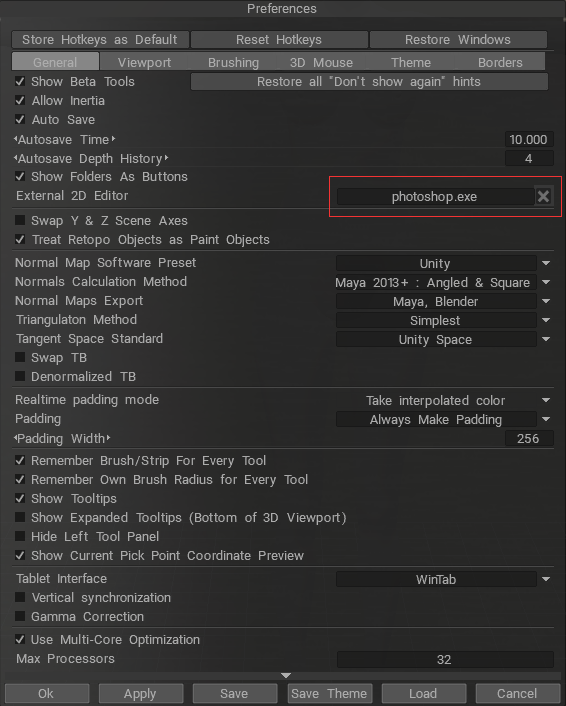 Preferences
Store Hotkeys as Default Reset Hotkeys Restore Windows
General Viewport Brushing 3D Mouse Theme Borders
Show Beta Tools Restore all "Don't show again" hints
Allow Inertia
Auto Save
Autosave Time 10.000
Autosave Depth History 4
Show Folders As Buttons
External 2D Editor photoshop.exe
Swap Y & Z Scene Axes
Treat Retopo Objects as Paint Objects
Normal Map Software Preset Unity
Normals Calculation Method Maya 2013+ : Angled & Square
Normal Maps Export Maya, Blender
Triangulaton Method Simplest
Tangent Space Standard Unity Space
Swap TB
Denormalized TB
Realtime padding mode Take interpolated color
Padding Always Make Padding
Padding Width 256
Remember Brush/Strip For Every Tool
Remember Own Brush Radius for Every Tool
Show Tooltips
Show Expanded Tooltips (Bottom of 3D Viewport)
Hide Left Tool Panel
Show Current Pick Point Coordinate Preview
Tablet Interface WinTab
Vertical synchronization
Gamma Correction
Use Multi-Core Optimization
Max Processors 32
Ok Apply Save Save Theme Load Cancel